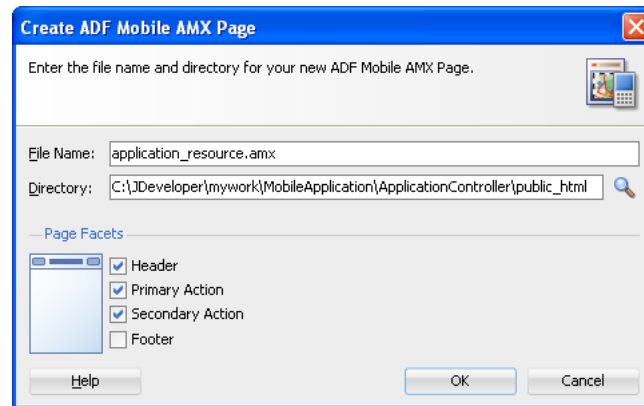 Create ADF Mobile AMX Page
Enter the file name and directory for your new ADF Mobile AMX Page.
File Name: application_resource.amx
Directory: C:\JDeveloper\mywork\MobileApplication\ApplicationController\public_html
Page Facets
Header
Primary Action
Secondary Action
Footer
Help OK Cancel